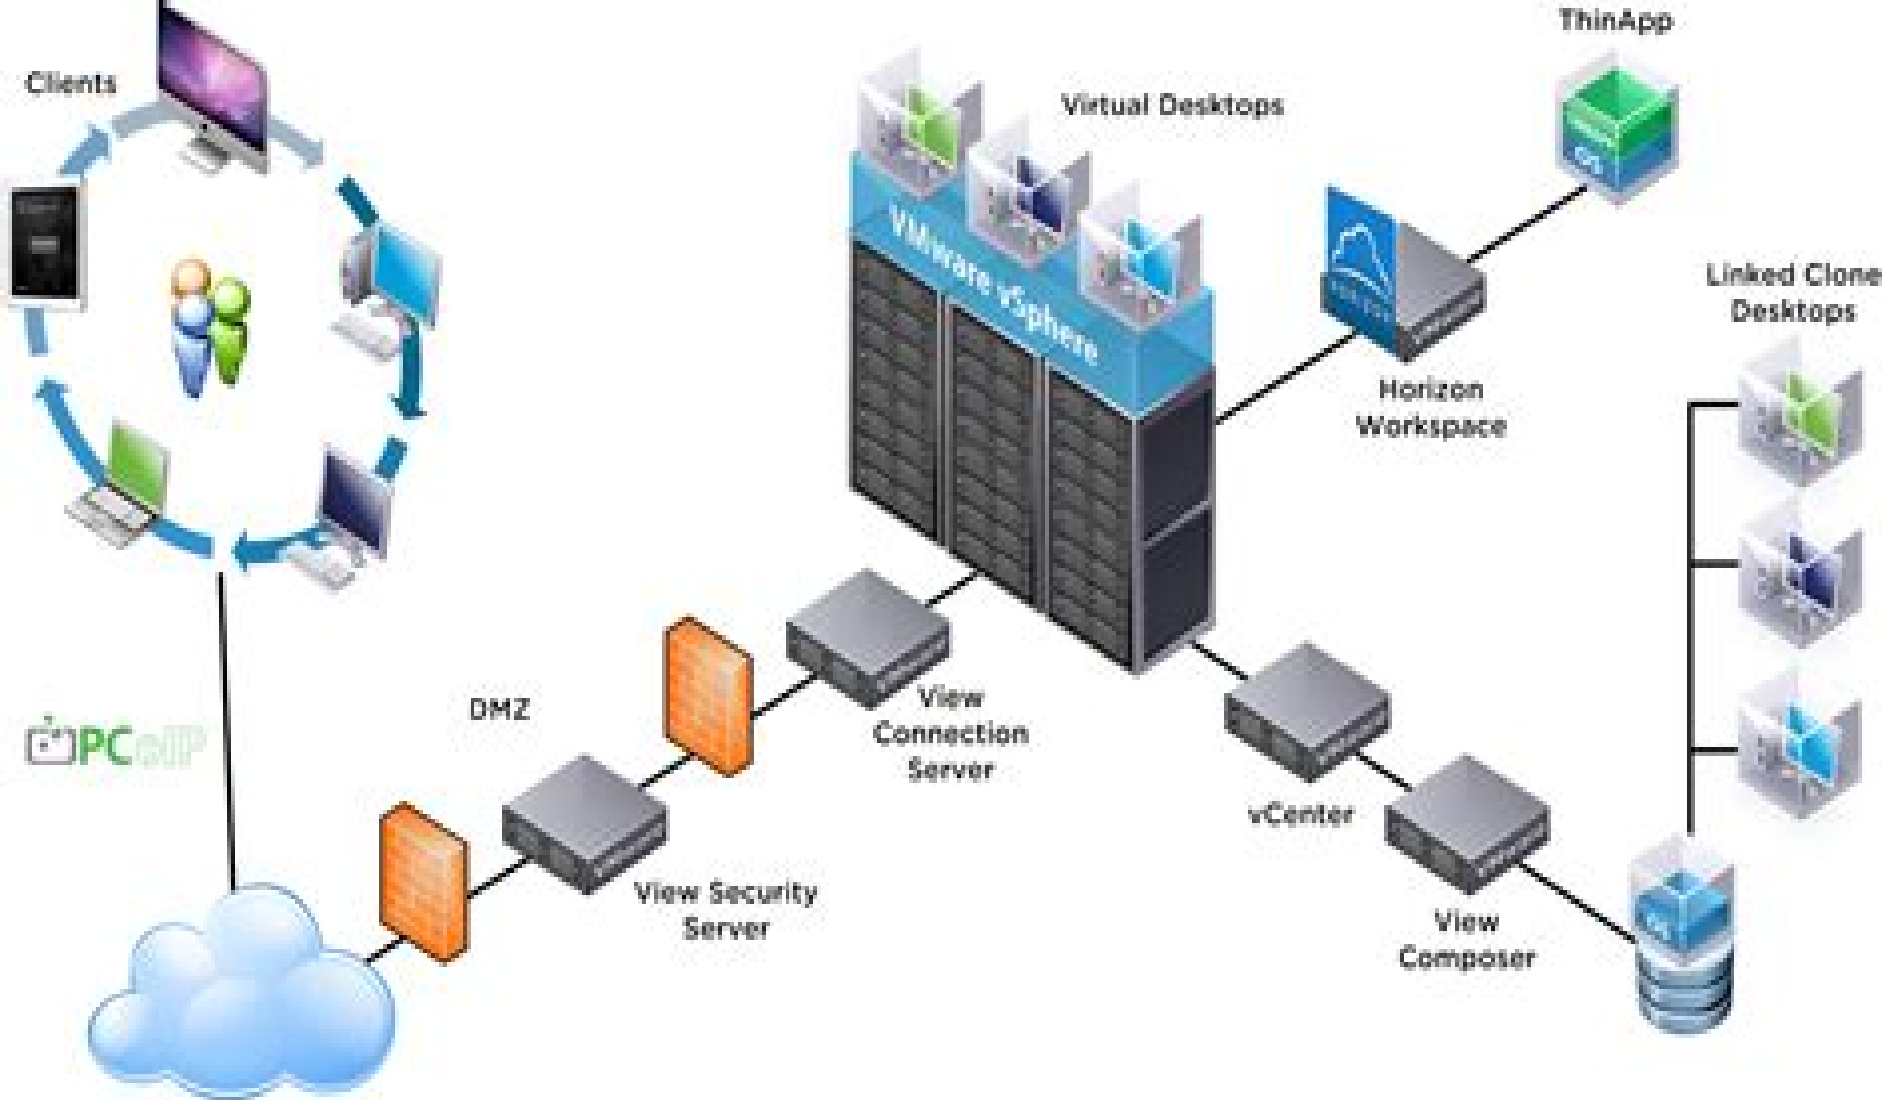 Clients
ThinApp
Virtual Desktops
VMware vSphere
OS
Linked Clone
Desktops
Horizon
Workspace
View
Connection
Server
DMZ
PCoIP
vCenter
View Security
Server
View
Composer